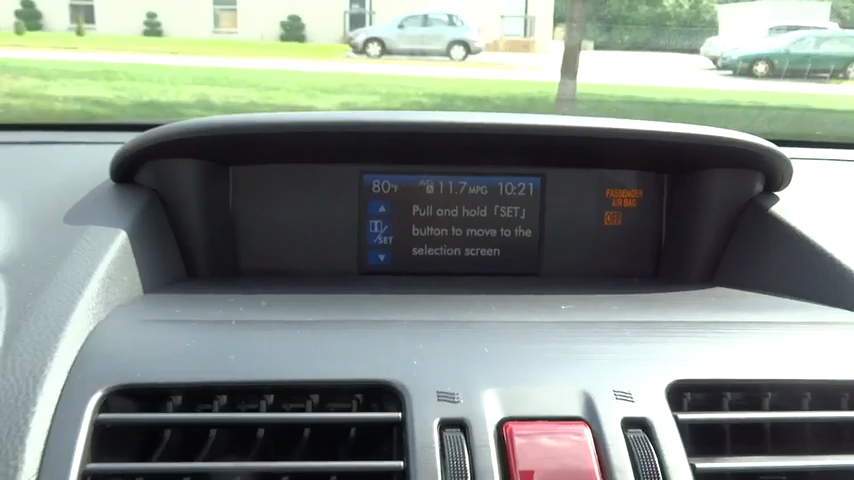 80°F AVG A 11.7 MPG 10:21
Pull and hold 「SET」
button to move to the
selection screen
/SET
PASSENGER
AIR BAG
OFF